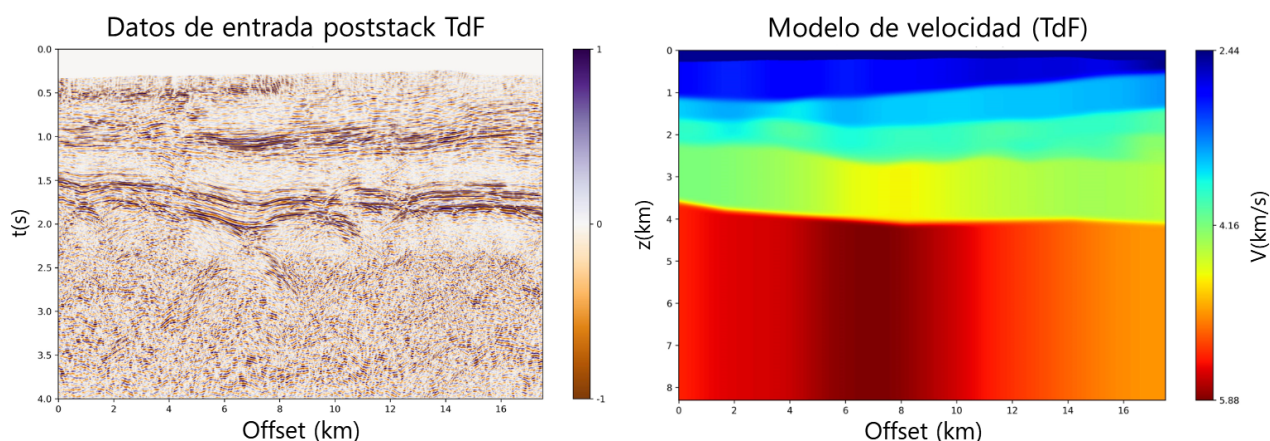 Datos de entrada poststack TdF
0.0
0.5
1.0
1.5
2.0
2.5
3.0
3.5
4.0
t(s)
0 2 4 6 8 10 12 14 16
Offset (km)
1
0
-1
Modelo de velocidad (TdF)
0
1
2
3
4
5
6
7
8
z(km)
0 2 4 6 8 10 12 14 16
Offset (km)
2.44
4.16
5.88
V(km/s)